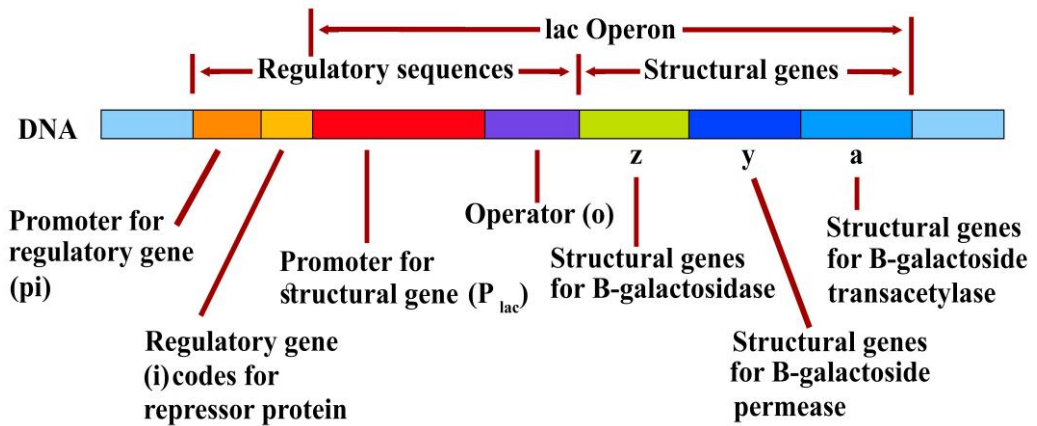 lac Operon
Regulatory sequences
Structural genes
DNA
z
y
a
Promoter for
regulatory gene
(pi)
Regulatory gene
(i)codes for
repressor protein
Promoter for
structural gene (P lac)
Operator (o)
Structural genes
for B-galactosidase
Structural genes
for B-galactoside
permease
Structural genes
for B-galactoside
transacetylase